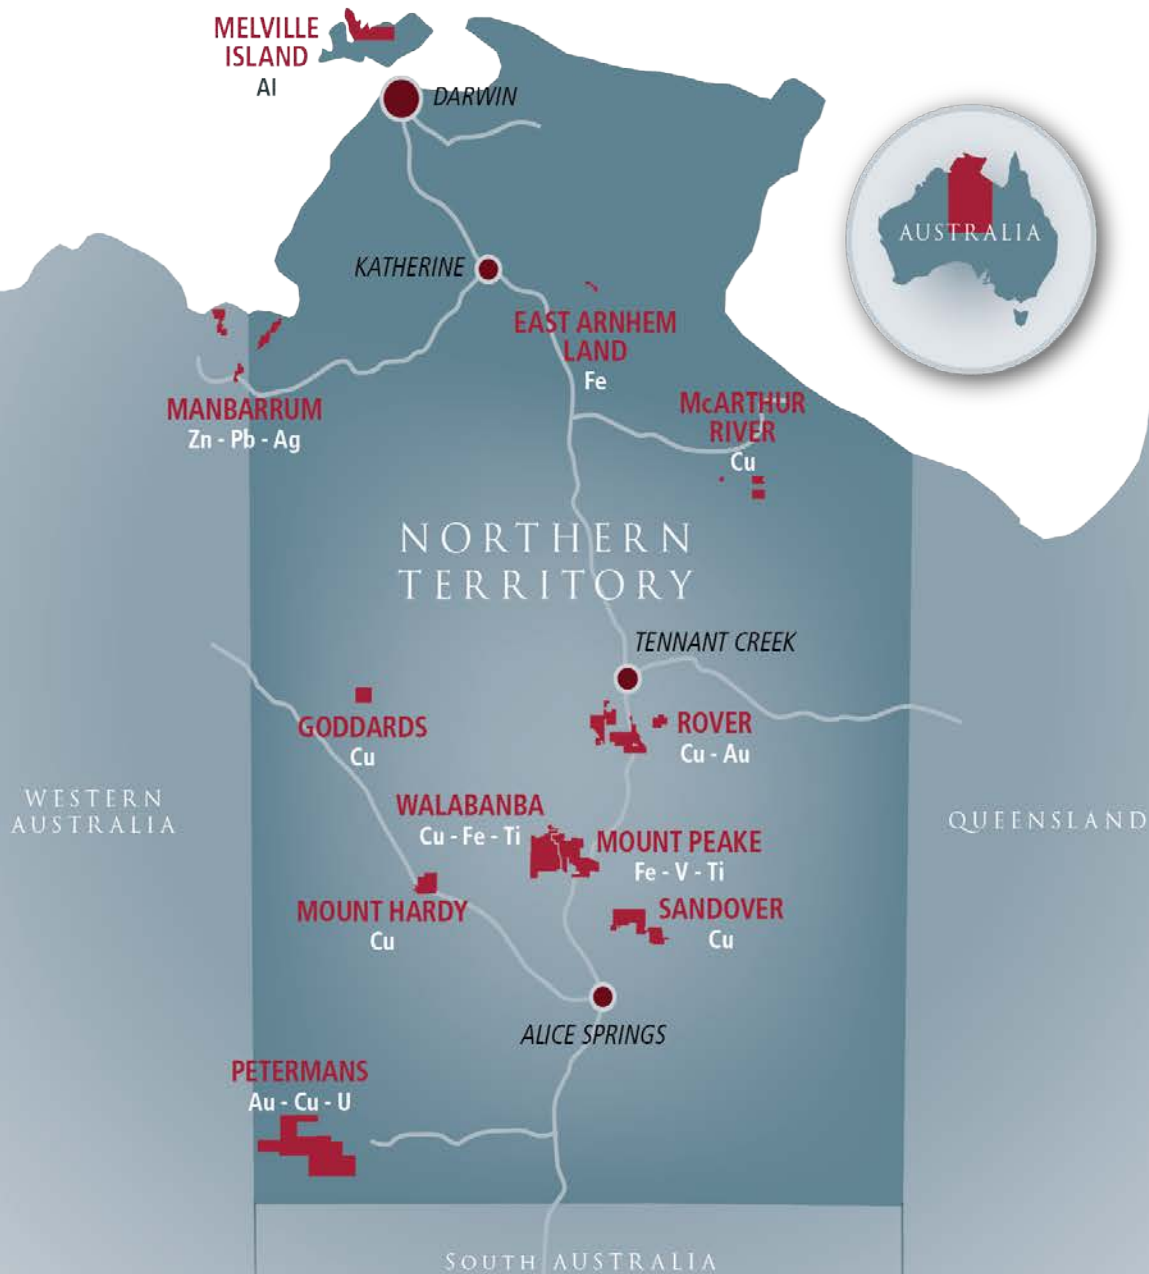 MELVILLE
ISLAND
Al
DARWIN
AUSTRALIA
KATHERINE
EAST ARNHEM
LAND
Fe
McARTHUR
RIVER
Cu
MANBARRUM
Zn - Pb - Ag
NORTHERN
TERRITORY
TENNANT CREEK
GODDARDS
Cu
ROVER
Cu - Au
WESTERN
AUSTRALIA
WALABANBA
Cu - Fe - Ti
MOUNT PEAKE
Fe - V - Ti
QUEENSLAND
MOUNT HARDY
Cu
SANDOVER
Cu
ALICE SPRINGS
PETERMANS
Au - Cu - U
SOUTH AUSTRALIA